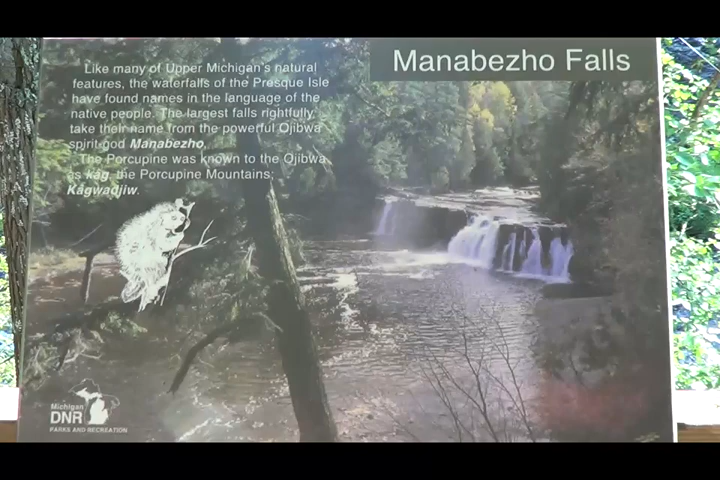 Manabezho Falls
Like many of Upper Michigan's natural
features, the waterfalls of the Presque Isle
have found names in the language of the
native people. The largest falls rightfully
take their name from the powerful Ojibwa
spirit-god Manabezho.
The Porcupine was known to the Ojibwa
as kag, the Porcupine Mountains;
Kagwadjiw.
Michigan
DNR
PARKS AND RECREATION